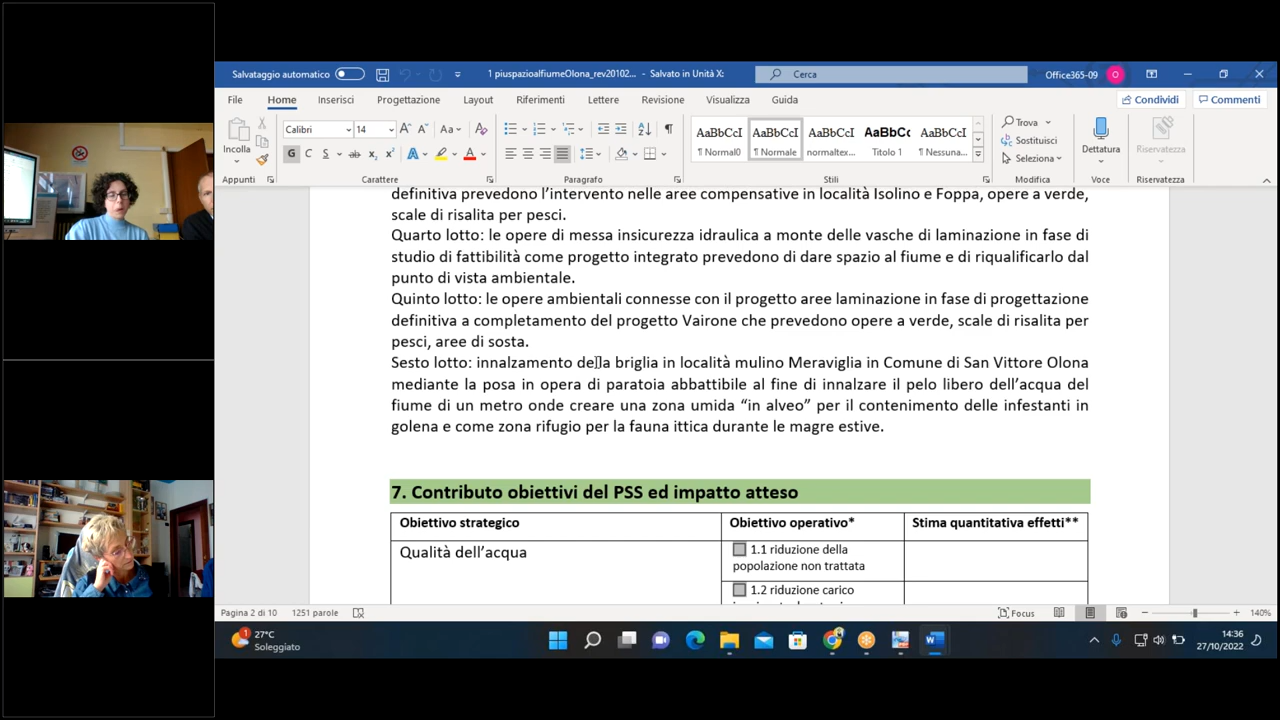 Salvataggio automatico
1 piuspazioalfiumeOlona_rev20102... - Salvato in Unità X:
Cerca
Office365-09
O
File
Home
Inserisci
Progettazione
Layout
Riferimenti
Lettere
Revisione
Visualizza
Guida
Condividi
Commenti
Incolla
Calibri
14
Aa
G C S ab x₂ x²
AaBbCcI
¶ Normal0
AaBbCcI
¶ Normale
AaBbCcI
normaltex...
AaBbCc
Titolo 1
AaBbCcI
¶ Nessuna...
Trova
Sostituisci
Seleziona
Dettatura
Riservatezza
Appunti
Carattere
Paragrafo
Stili
Modifica
Voce
Riservatezza
definitiva prevedono l’intervento nelle aree compensative in località Isolino e Foppa, opere a verde,
scale di risalita per pesci.
Quarto lotto: le opere di messa insicurezza idraulica a monte delle vasche di laminazione in fase di
studio di fattibilità come progetto integrato prevedono di dare spazio al fiume e di riqualificarlo dal
punto di vista ambientale.
Quinto lotto: le opere ambientali connesse con il progetto aree laminazione in fase di progettazione
definitiva a completamento del progetto Vairone che prevedono opere a verde, scale di risalita per
pesci, aree di sosta.
Sesto lotto: innalzamento della briglia in località mulino Meraviglia in Comune di San Vittore Olona
mediante la posa in opera di paratoia abbattibile al fine di innalzare il pelo libero dell’acqua del
fiume di un metro onde creare una zona umida “in alveo” per il contenimento delle infestanti in
golena e come zona rifugio per la fauna ittica durante le magre estive.
7. Contributo obiettivi del PSS ed impatto atteso
Obiettivo strategico
Obiettivo operativo*
Stima quantitativa effetti**
Qualità dell’acqua
1.1 riduzione della
popolazione non trattata
1.2 riduzione carico
Pagina 2 di 10
1251 parole
Focus
140%
1
27°C
Soleggiato
14:36
27/10/2022